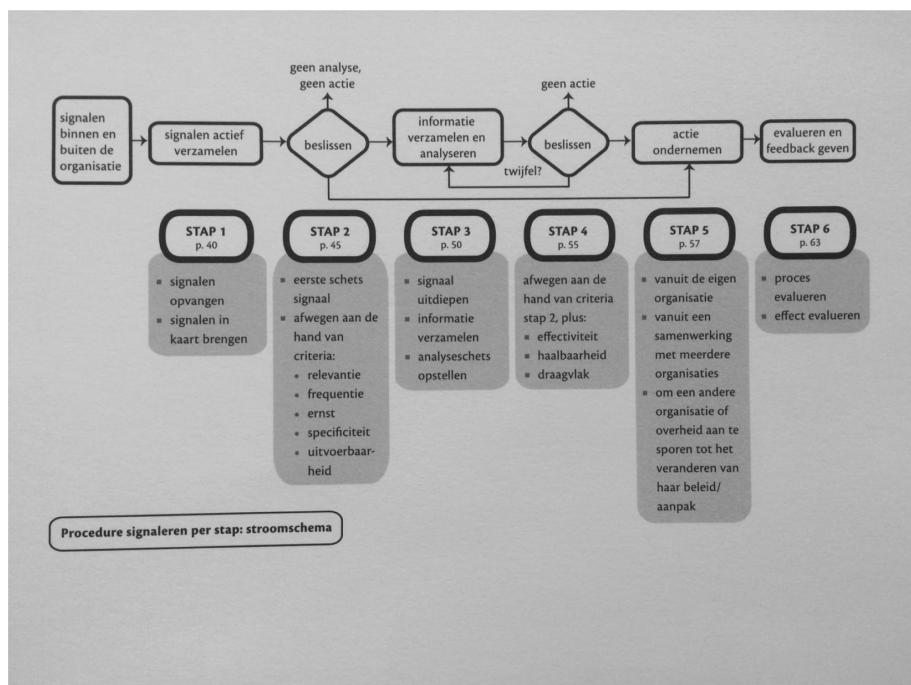 geen analyse,
geen actie
geen actie
signalen
binnen en
buiten de
organisatie
signalen actief
verzamelen
beslissen
informatie
verzamelen en
analyseren
beslissen
twijfel?
actie
ondernemen
evalueren en
feedback geven
STAP 1
p. 40
signalen
opvangen
signalen in
kaart brengen
STAP 2
p. 45
eerste schets
signaal
afwegen aan de
hand van
criteria:
relevantie
frequentie
ernst
specificiteit
uitvoerbaar-
heid
STAP 3
p. 50
signaal
uitdiepen
informatie
verzamelen
analyseschets
opstellen
STAP 4
p. 55
afwegen aan de
hand van criteria
stap 2, plus:
effectiviteit
haalbaarheid
draagvlak
STAP 5
p. 57
vanuit de eigen
organisatie
vanuit een
samenwerking
met meerdere
organisaties
om een andere
organisatie of
overheid aan te
sporen tot het
veranderen van
haar beleid/
aanpak
STAP 6
p. 63
proces
evalueren
effect evalueren
Procedure signaleren per stap: stroomschema